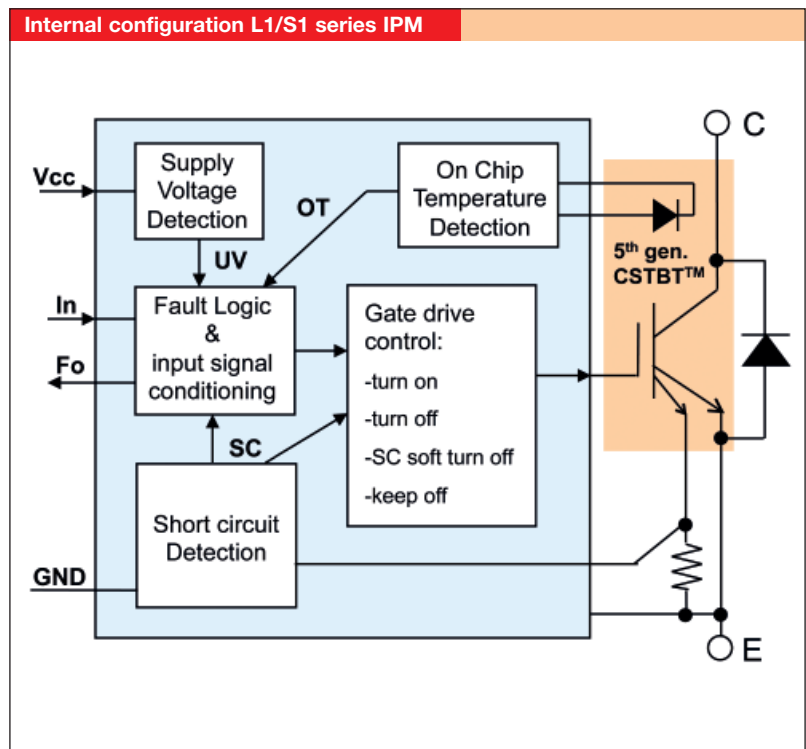 Internal configuration L1/S1 series IPM
C
Supply
Voltage
Detection
On Chip
Temperature
Detection
Vcc
OT
UV
5th gen.
CSTBT™
In
Fo
Fault Logic
&
input signal
conditioning
Gate drive
control:
-turn on
-turn off
-SC soft turn off
-keep off
SC
Short circuit
Detection
GND
E